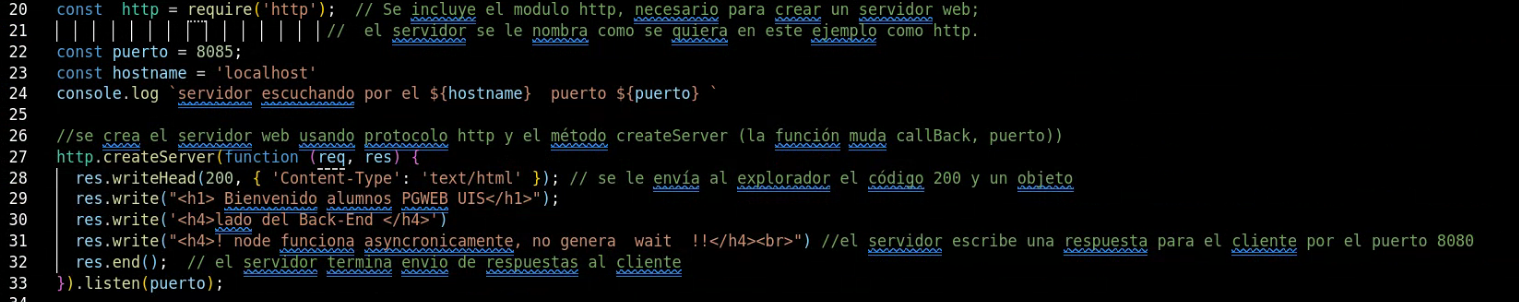 20 const  http = require('http');  // Se incluye el modulo http, necesario para crear un servidor web;
21 //  el servidor se le nombra como se quiera en este ejemplo como http.
22 const puerto = 8085;
23 const hostname = 'localhost'
24 console.log `servidor escuchando por el ${hostname}  puerto ${puerto} `
25
26 //se crea el servidor web usando protocolo http y el método createServer (la función muda callBack, puerto))
27 http.createServer(function (req, res) {
28   res.writeHead(200, { 'Content-Type': 'text/html' }); // se le envía al explorador el código 200 y un objeto
29   res.write("<h1> Bienvenido alumnos PGWEB UIS</h1>");
30   res.write('<h4>lado del Back-End </h4>')
31   res.write("<h4>! node funciona asyncronicamente, no genera  wait  !!</h4><br>") //el servidor escribe una respuesta para el cliente por el puerto 8080
32   res.end();  // el servidor termina envio de respuestas al cliente
33 }).listen(puerto);
34